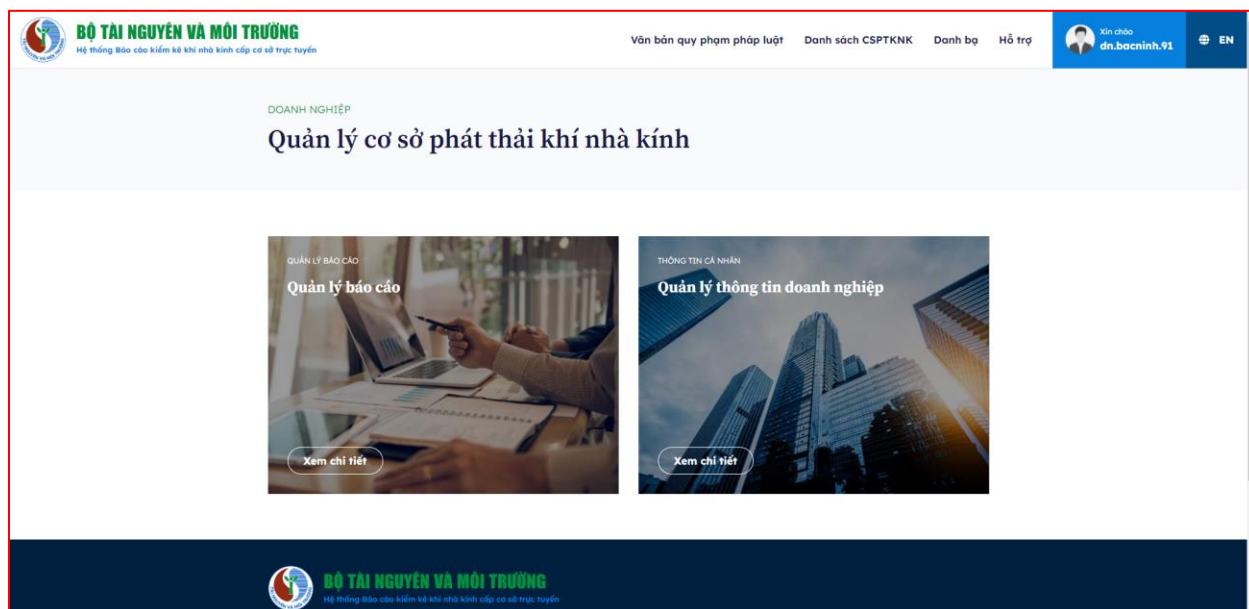 BỘ TÀI NGUYÊN VÀ MÔI TRƯỜNG
Hệ thống Báo cáo kiểm kê khí nhà kính cấp cơ sở trực tuyến
Văn bản quy phạm pháp luật Danh sách CSPTKNK Danh bạ Hỗ trợ
Xin chào
dn.bacninh.91
EN
DOANH NGHIỆP
Quản lý cơ sở phát thải khí nhà kính
QUẢN LÝ BÁO CÁO
Quản lý báo cáo
Xem chi tiết
THÔNG TIN CÁ NHÂN
Quản lý thông tin doanh nghiệp
Xem chi tiết
BỘ TÀI NGUYÊN VÀ MÔI TRƯỜNG
Hệ thống Báo cáo kiểm kê khí nhà kính cấp cơ sở trực tuyến